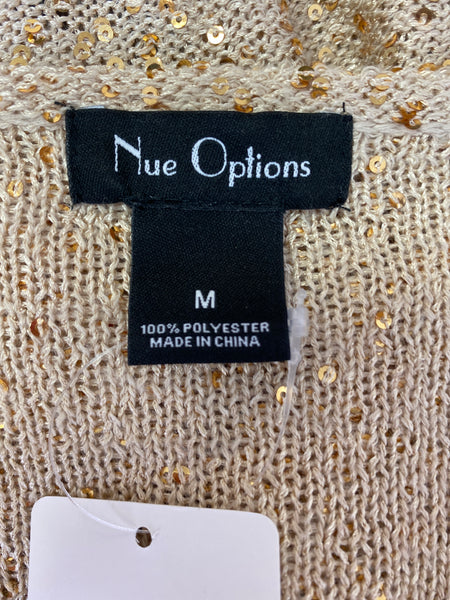 Nue Options
M
100% POLYESTER
MADE IN CHINA